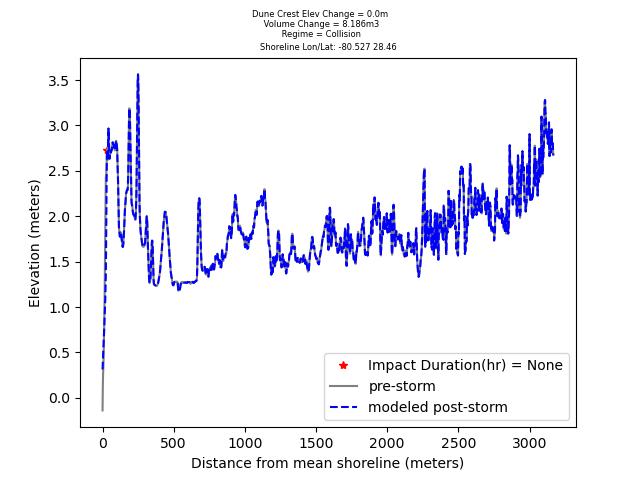 Dune Crest Elev Change = 0.0m
Volume Change = 8.186m3
Regime = Collision
Shoreline Lon/Lat: -80.527 28.46
3.5
3.0
2.5
2.0
1.5
1.0
0.5
0.0
Elevation (meters)
Impact Duration(hr) = None
pre-storm
modeled post-storm
0 500 1000 1500 2000 2500 3000
Distance from mean shoreline (meters)